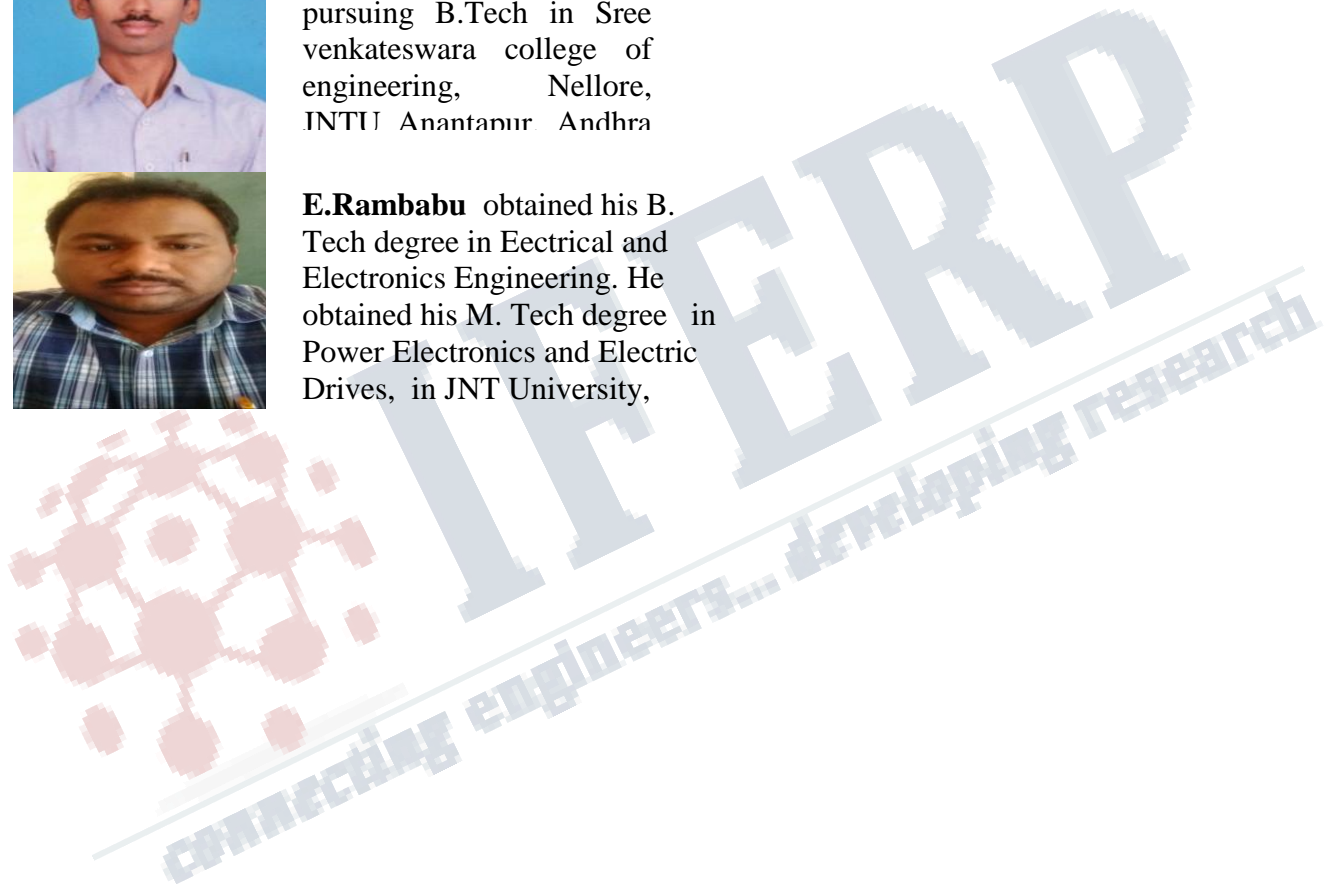 pursuing B.Tech in Sree
venkateswara college of
engineering, Nellore,
JNTU Anantapur, Andhra
E.Rambabu obtained his B.
Tech degree in Eectrical and
Electronics Engineering. He
obtained his M. Tech degree in
Power Electronics and Electric
Drives, in JNT University,
IFERP
connecting engineers... developing research